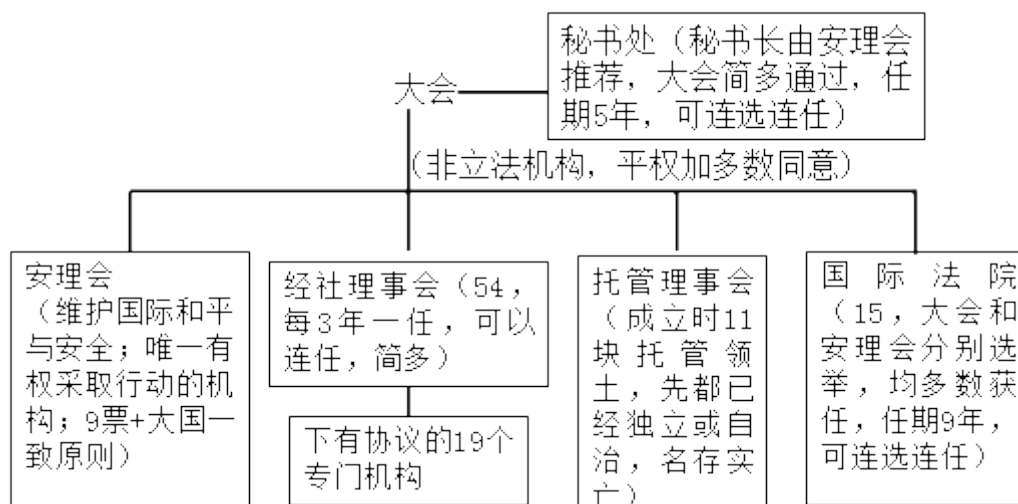 秘书处（秘书长由安理会
推荐，大会简多通过，任
期5年，可连选连任）
大会
（非立法机构，平权加多数同意）
安理会
（维护国际和平
与安全；唯一有
权采取行动的机
构；9票+大国一
致原则）
经社理事会（54，
每3年一任，可以
连任，简多）
下有协议的19个
专门机构
托管理事会
（成立时11
块托管领
土，先都已
经独立或自
治，名存实
亡）
国际法院
（15，大会和
安理会分别选
举，均多数获
任，任期9年，
可连选连任）